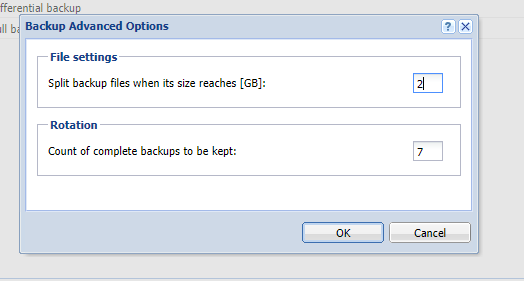 fferential backup
ull ba
Backup Advanced Options
?
File settings
Split backup files when its size reaches [GB]:
2
Rotation
Count of complete backups to be kept:
7
OK
Cancel